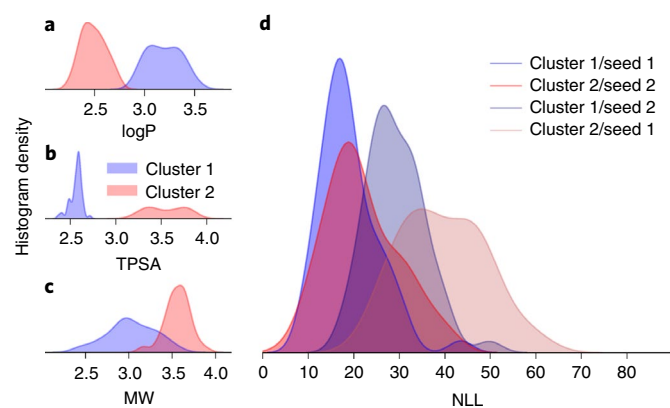 a
2.5 3.0 3.5
logP
b
Cluster 1
Cluster 2
2.5 3.0 3.5 4.0
TPSA
c
2.5 3.0 3.5 4.0
MW
Histogram density
d
Cluster 1/seed 1
Cluster 2/seed 2
Cluster 1/seed 2
Cluster 2/seed 1
0 10 20 30 40 50 60 70 80
NLL